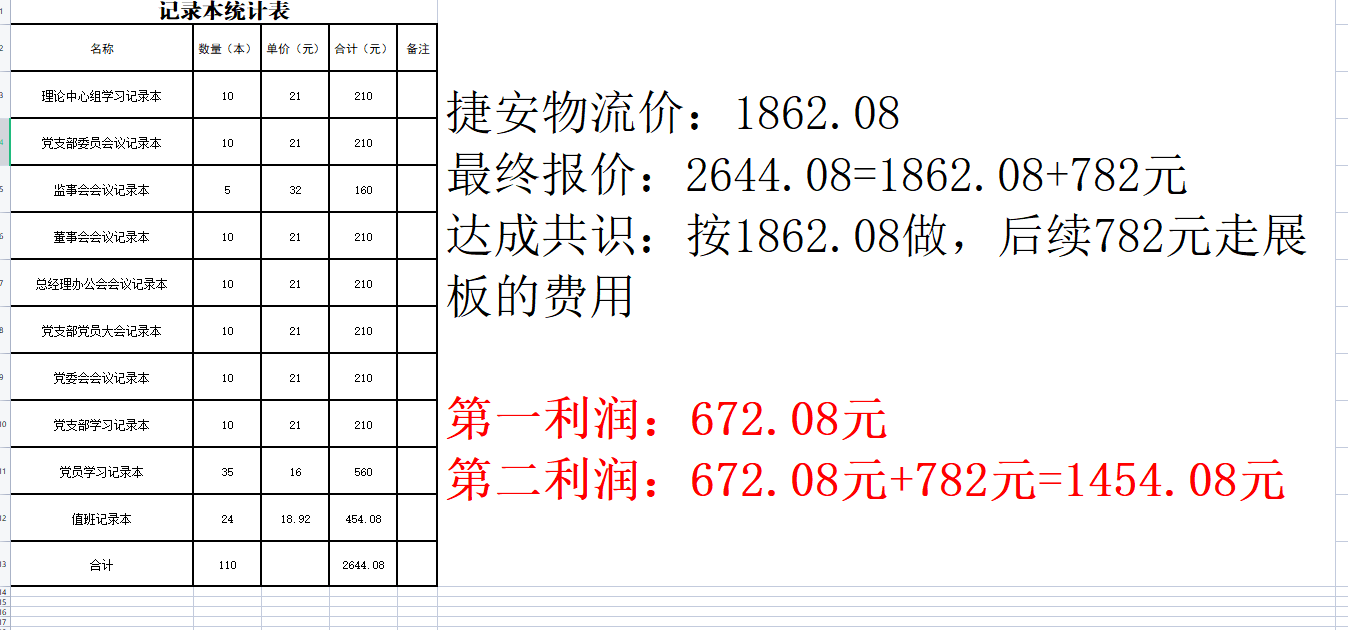 记录本统计表
名称 数量（本） 单价（元） 合计（元） 备注
理论中心组学习记录本 10 21 210
党支部委员会议记录本 10 21 210
监事会会议记录本 5 32 160
董事会会议记录本 10 21 210
总经理办公会会议记录本 10 21 210
党支部党员大会记录本 10 21 210
党委会会议记录本 10 21 210
党支部学习记录本 10 21 210
党员学习记录本 35 16 560
值班记录本 24 18.92 454.08
合计 110 2644.08
捷安物流价：1862.08
最终报价：2644.08=1862.08+782元
达成共识：按1862.08做，后续782元走展
板的费用
第一利润：672.08元
第二利润：672.08元+782元=1454.08元